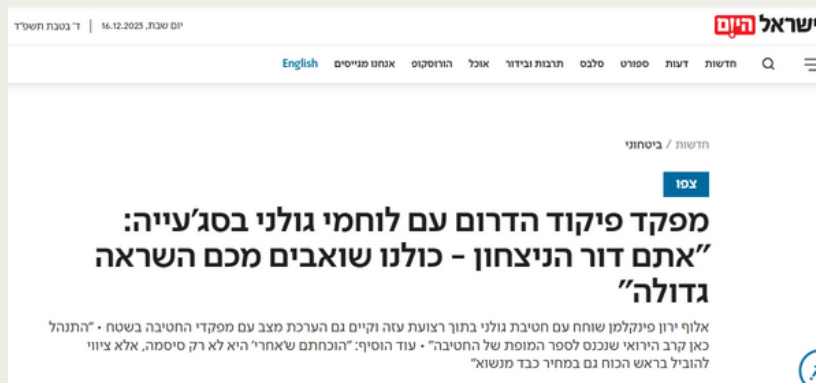 ישראל היום
יום שבת, 16.12.2023 | ד' בטבת תשפ"ד
חדשות דעות ספורט סלבס תרבות ובידור אוכל הורוסקופ אנחנו מגייסים English
חדשות / ביטחוני
צפו
מפקד פיקוד הדרום עם לוחמי גולני בסג'עייה:
"אתם דור הניצחון - כולנו שואבים מכם השראה
גדולה"
אלוף ירון פינקלמן שוחח עם חטיבת גולני בתוך רצועת עזה וקיים גם הערכת מצב עם מפקדי החטיבה בשטח • "התנהל
כאן קרב הירואי שנכנס לספר המופת של החטיבה" • עוד הוסיף: "הוכחתם ש'אחרי' היא לא רק סיסמה, אלא ציווי
להוביל בראש הכוח גם במחיר כבד מנשוא"